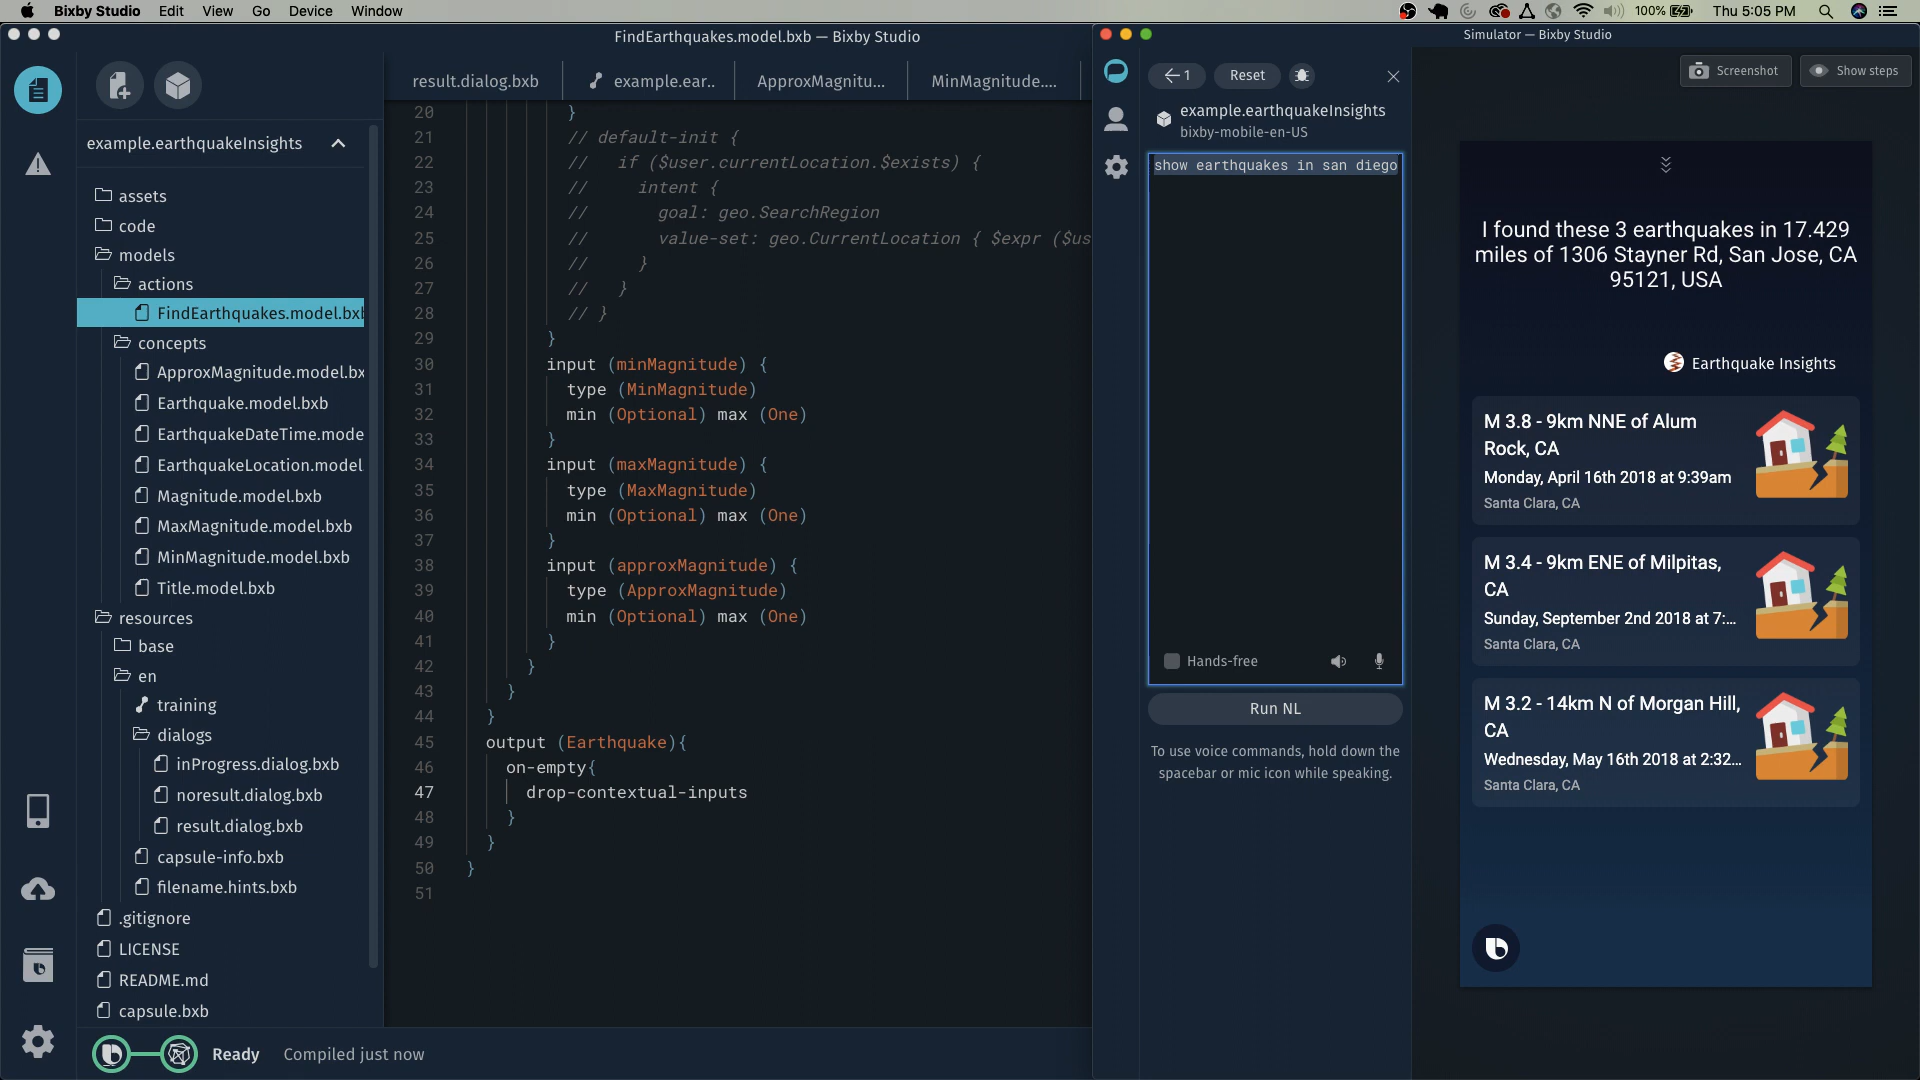 Bixby Studio Edit View Go Device Window
100% Thu 5:05 PM
FindEarthquakes.model.bxb — Bixby Studio
Simulator — Bixby Studio
result.dialog.bxb
example.ear..
ApproxMagnitu...
MinMagnitude....
example.earthquakeInsights
assets
code
models
actions
FindEarthquakes.model.bxb
concepts
ApproxMagnitude.model.bx
Earthquake.model.bxb
EarthquakeDateTime.mode
EarthquakeLocation.model.
Magnitude.model.bxb
MaxMagnitude.model.bxb
MinMagnitude.model.bxb
Title.model.bxb
resources
base
en
training
dialogs
inProgress.dialog.bxb
noresult.dialog.bxb
result.dialog.bxb
capsule-info.bxb
filename.hints.bxb
.gitignore
LICENSE
README.md
capsule.bxb
Ready Compiled just now
20 }
21 // default-init {
22 // if ($user.currentLocation.$exists) {
23 // intent {
24 // goal: geo.SearchRegion
25 // value-set: geo.CurrentLocation { $expr ($us
26 // }
27 // }
28 // }
29 }
30 input (minMagnitude) {
31 type (MinMagnitude)
32 min (Optional) max (One)
33 }
34 input (maxMagnitude) {
35 type (MaxMagnitude)
36 min (Optional) max (One)
37 }
38 input (approxMagnitude) {
39 type (ApproxMagnitude)
40 min (Optional) max (One)
41 }
42 }
43 }
44 }
45 output (Earthquake){
46 on-empty{
47 drop-contextual-inputs
48 }
49 }
50 }
51
1
Reset
example.earthquakeInsights
bixby-mobile-en-US
show earthquakes in san diego
Hands-free
Run NL
To use voice commands, hold down the
spacebar or mic icon while speaking.
Screenshot
Show steps
I found these 3 earthquakes in 17.429
miles of 1306 Stayner Rd, San Jose, CA
95121, USA
Earthquake Insights
M 3.8 - 9km NNE of Alum
Rock, CA
Monday, April 16th 2018 at 9:39am
Santa Clara, CA
M 3.4 - 9km ENE of Milpitas,
CA
Sunday, September 2nd 2018 at 7:...
Santa Clara, CA
M 3.2 - 14km N of Morgan Hill,
CA
Wednesday, May 16th 2018 at 2:32...
Santa Clara, CA